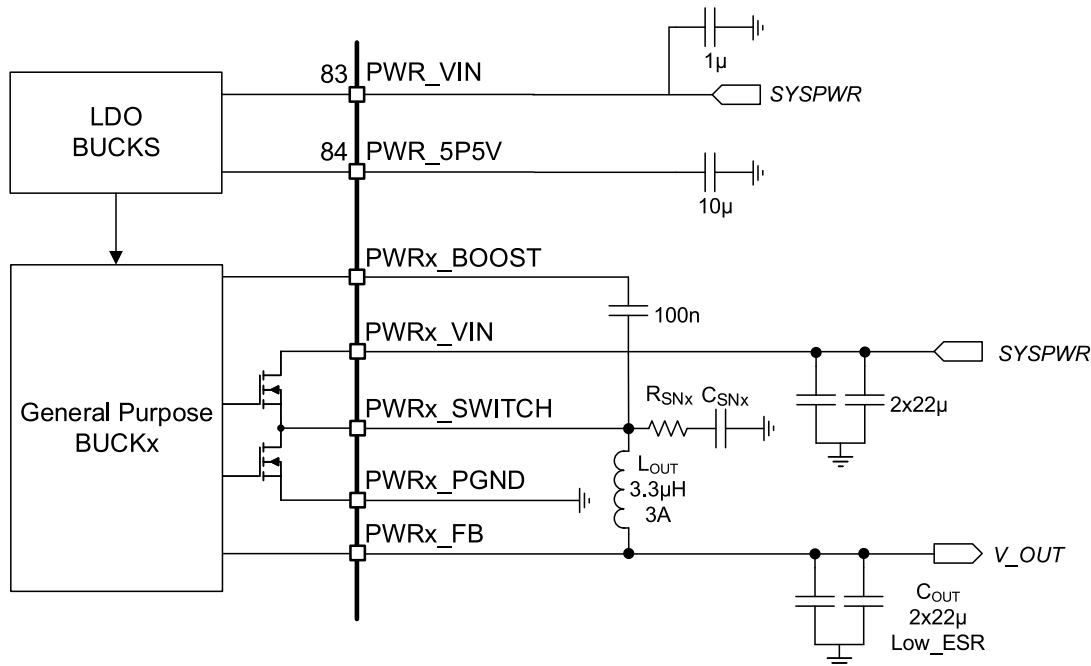 1µ
83
PWR_VIN
SYSPWR
LDO
BUCKS
84
PWR_5P5V
10µ
PWRx_BOOST
100n
PWRx_VIN
SYSPWR
RSNx
CSNx
2x22µ
General Purpose
BUCKx
PWRx_SWITCH
LOUT
3.3µH
3A
PWRx_PGND
PWRx_FB
V_OUT
COUT
2x22µ
Low_ESR